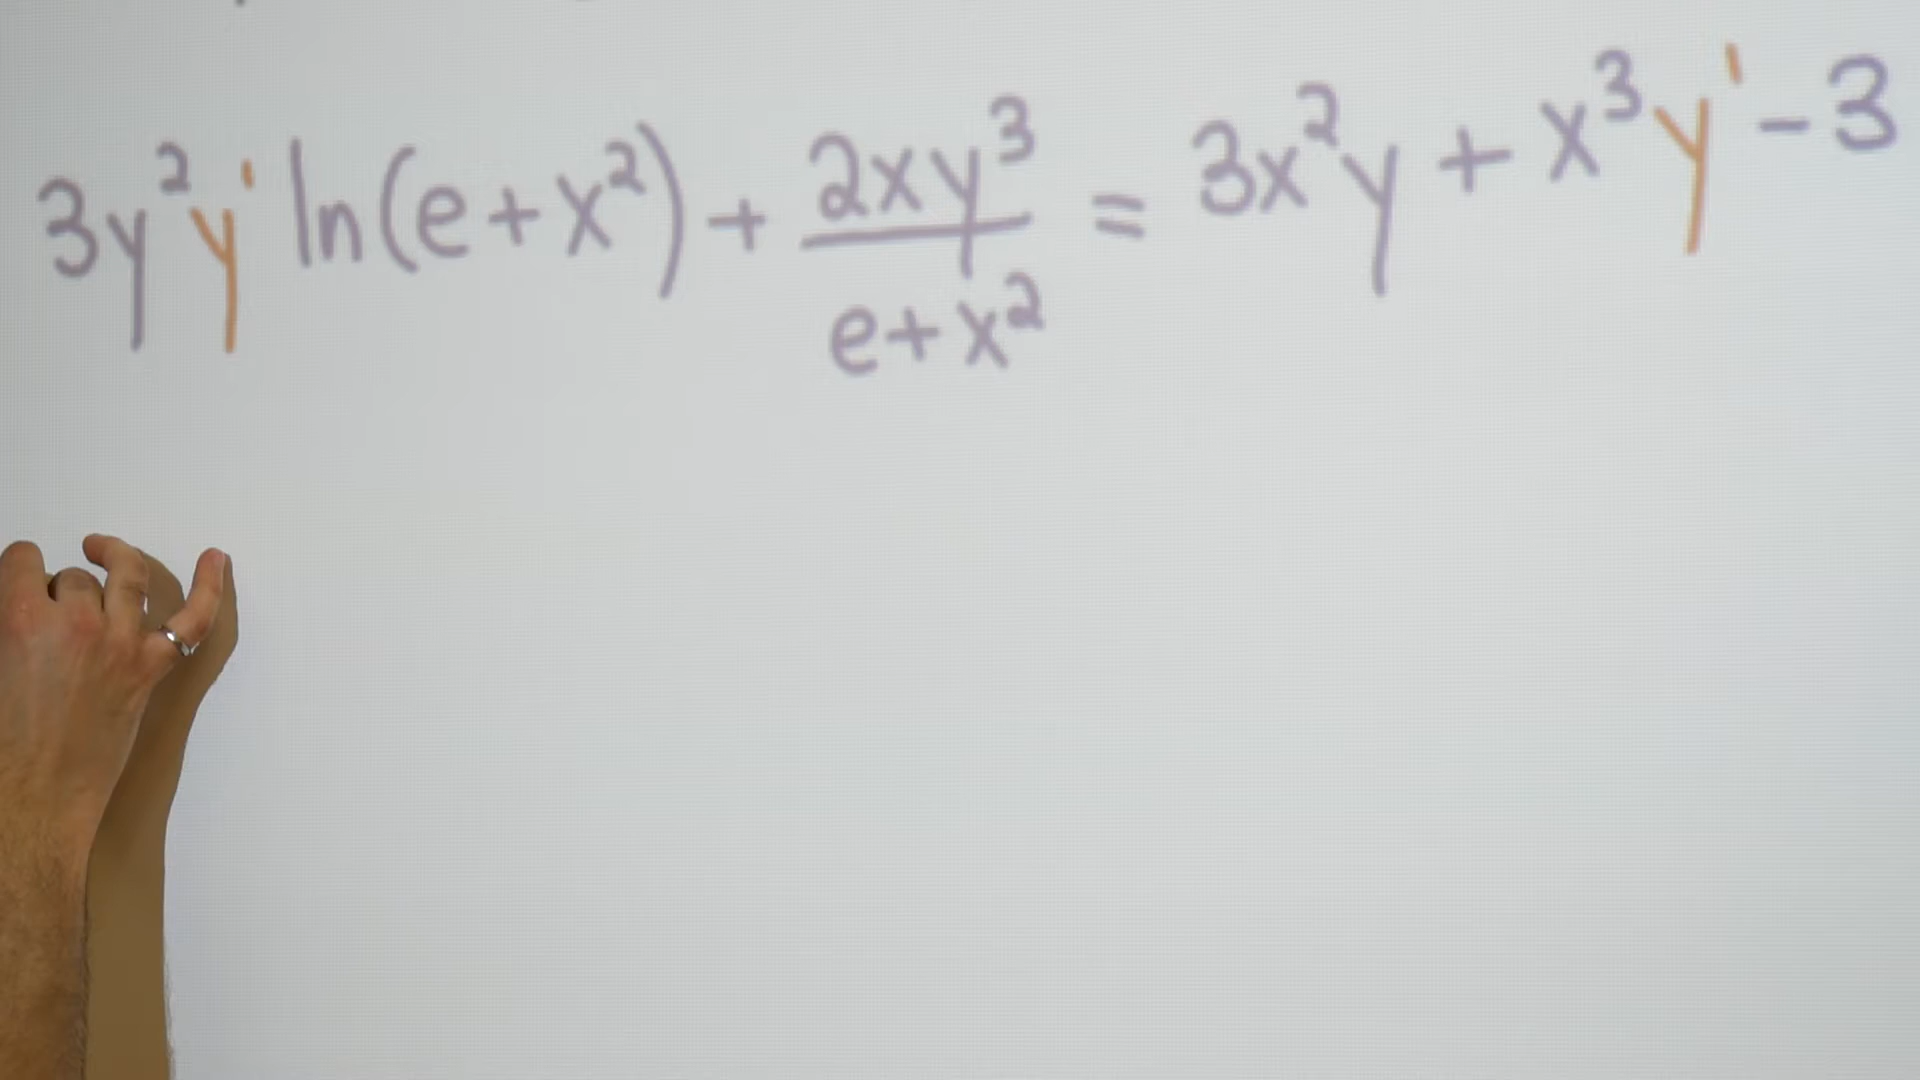 3y²y' ln(e+x²) + 2xy³/(e+x²) = 3x²y + x³y' - 3